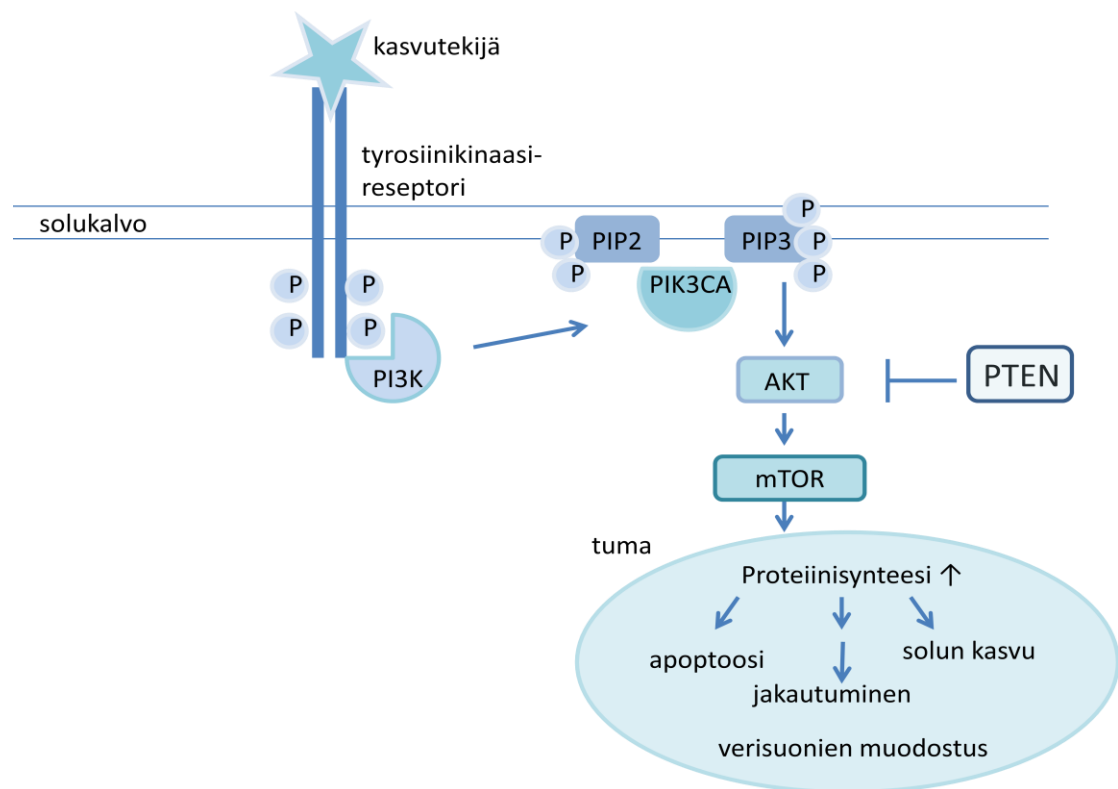 kasvutekijä
tyrosiinikinaasi-
reseptori
solukalvo
P
P
P
P
PI3K
P
P
PIP2
PIK3CA
PIP3
P
P
P
AKT
PTEN
mTOR
tuma
Proteiinisynteesi ↑
apoptoosi
solun kasvu
jakautuminen
verisuonien muodostus